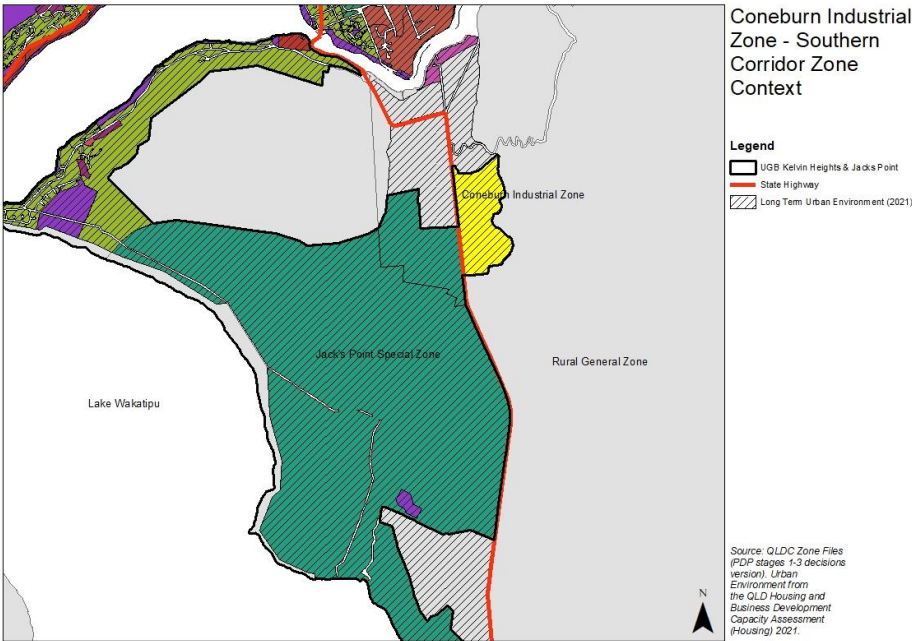 Coneburn Industrial
Zone - Southern
Corridor Zone
Context
Legend
UGB Kelvin Heights & Jacks Point
State Highway
Long Term Urban Environment (2021)
Coneburn Industrial Zone
Jack's Point Special Zone
Rural General Zone
Lake Wakatipu
Source: QLDC Zone Files
(PDP stages 1-3 decisions
version). Urban
Environment from
the QLD Housing and
Business Development
Capacity Assessment
(Housing) 2021.
N